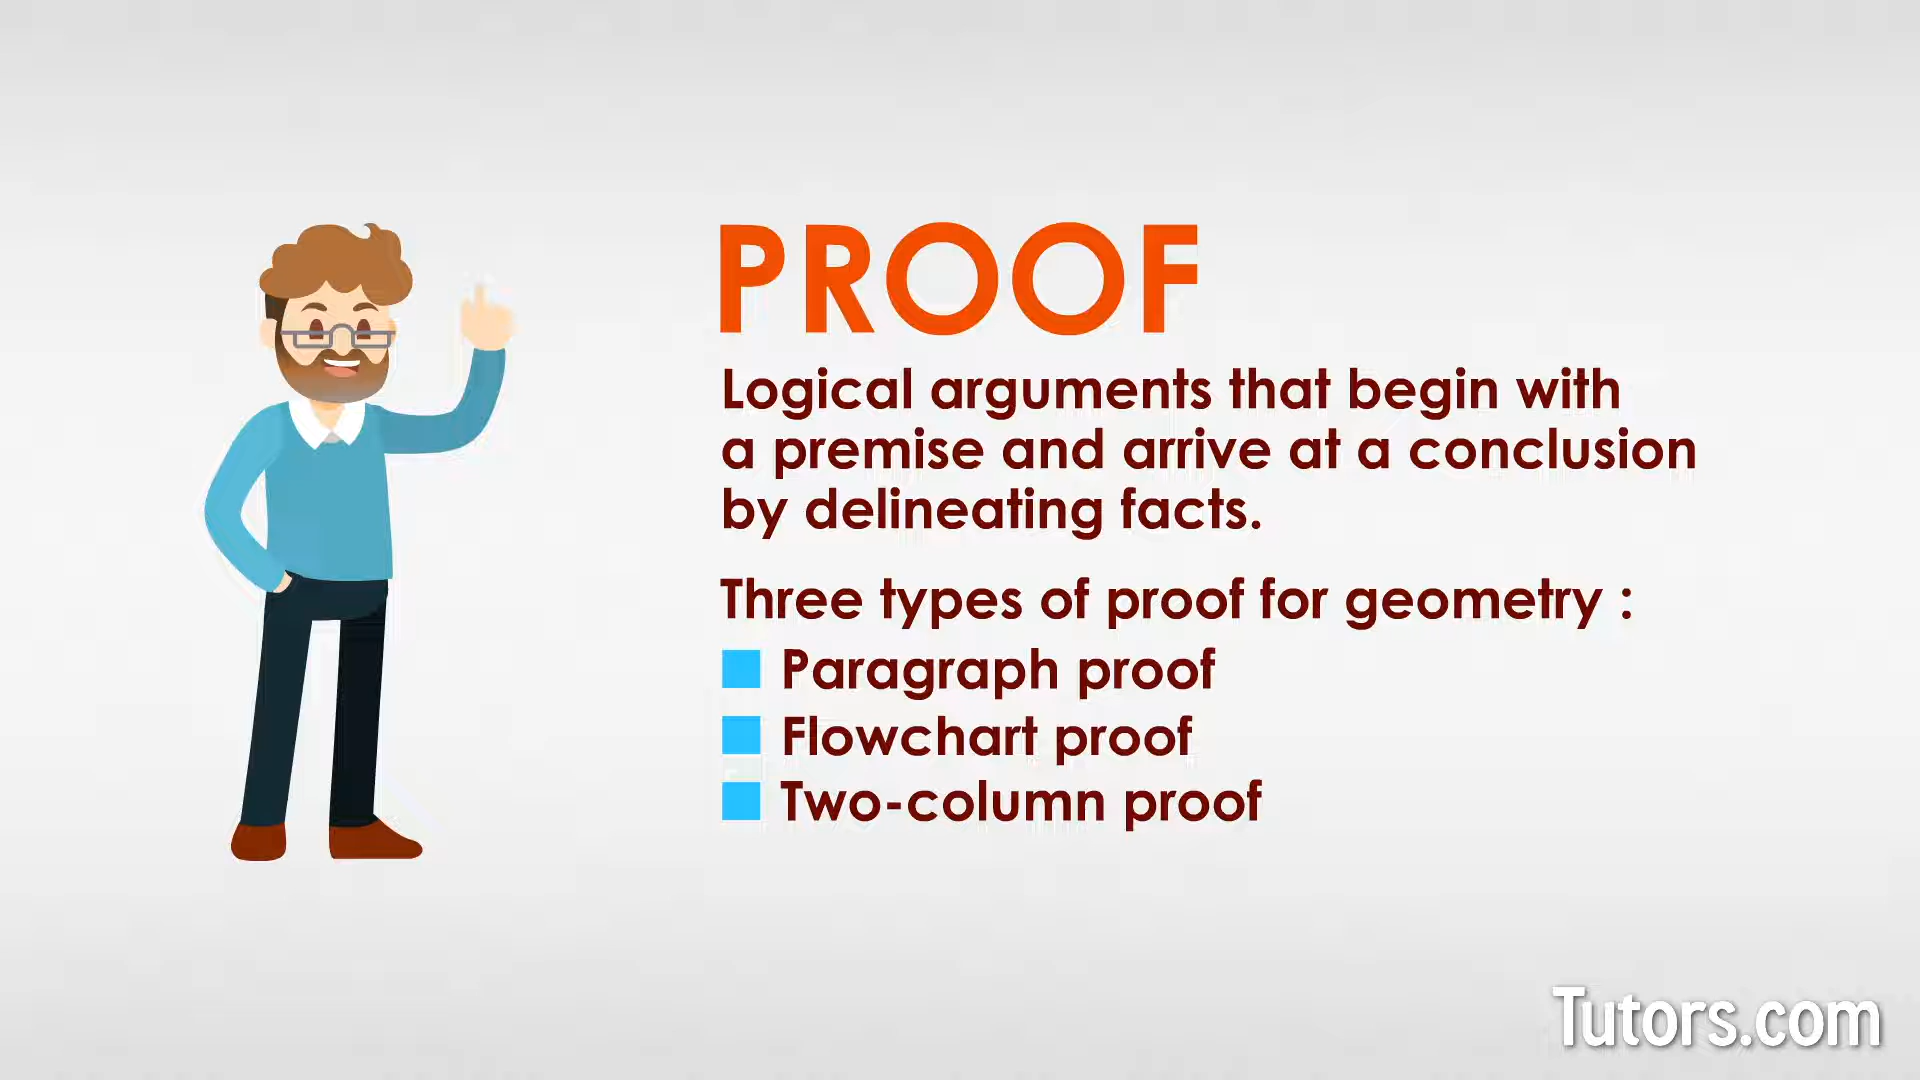 PROOF
Logical arguments that begin with
a premise and arrive at a conclusion
by delineating facts.
Three types of proof for geometry :
Paragraph proof
Flowchart proof
Two-column proof
Tutors.com